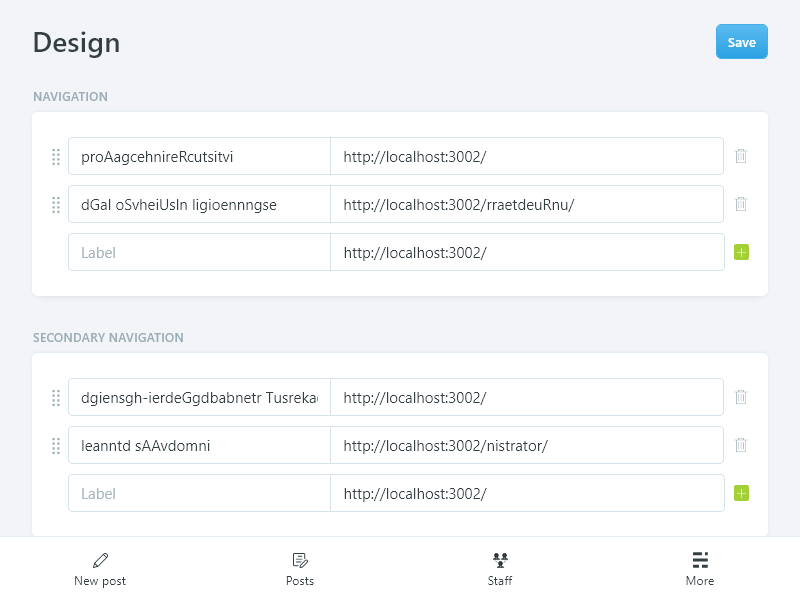 Design
Save
NAVIGATION
proAagcehnireRcutsitvi
http://localhost:3002/
dGal oSvheiUsln ligioennngse
http://localhost:3002/rraetdeuRnu/
Label
http://localhost:3002/
SECONDARY NAVIGATION
dgiensgh-ierdeGgdbabnetr Tusreka
http://localhost:3002/
leanntd sAAvdomni
http://localhost:3002/nistrator/
Label
http://localhost:3002/
New post
Posts
Staff
More